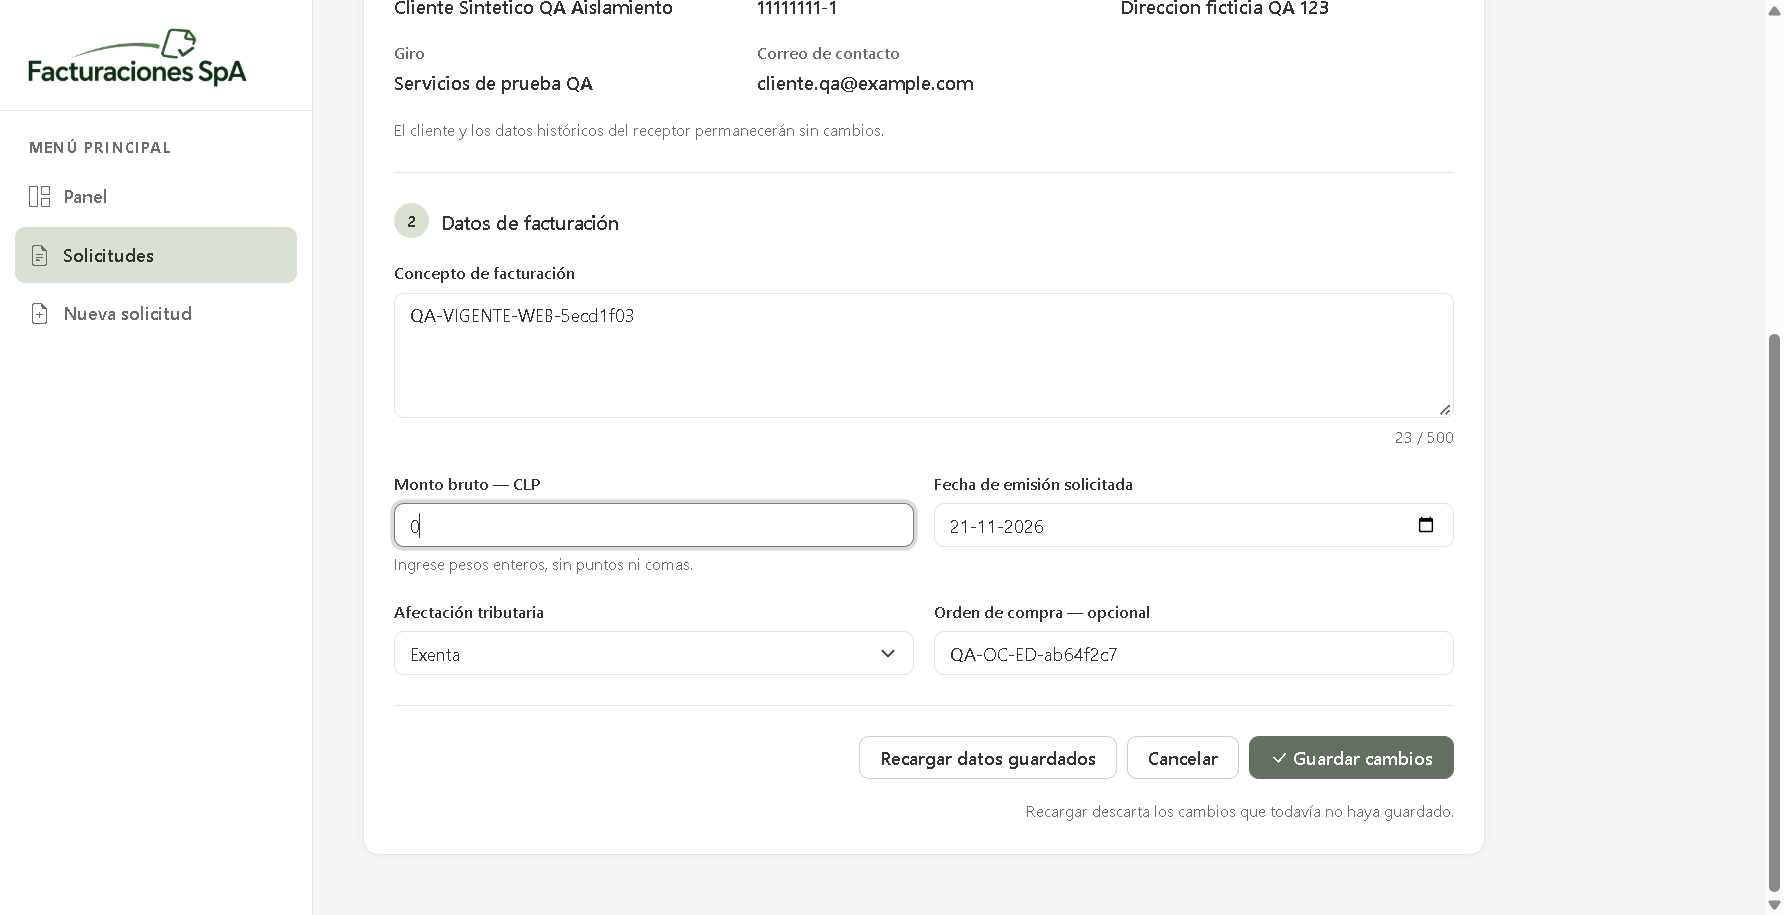 Facturaciones SpA
MENÚ PRINCIPAL
Panel
Solicitudes
Nueva solicitud
Cliente Sintetico QA Aislamiento
11111111-1
Direccion ficticia QA 123
Giro
Correo de contacto
Servicios de prueba QA
cliente.qa@example.com
El cliente y los datos históricos del receptor permanecerán sin cambios.
2
Datos de facturación
Concepto de facturación
QA-VIGENTE-WEB-5ecd1f03
23 / 500
Monto bruto — CLP
Fecha de emisión solicitada
0
21-11-2026
Ingrese pesos enteros, sin puntos ni comas.
Afectación tributaria
Orden de compra — opcional
Exenta
QA-OC-ED-ab64f2c7
Recargar datos guardados
Cancelar
Guardar cambios
Recargar descarta los cambios que todavía no haya guardado.